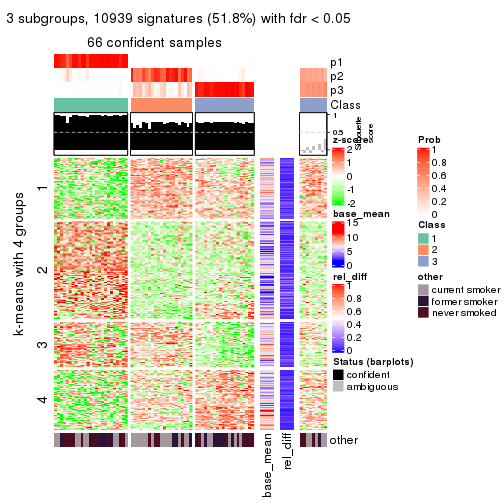 3 subgroups, 10939 signatures (51.8%) with fdr < 0.05
66 confident samples
p1
p2
p3
Class
1
0.5
0
Silhouette
score
k-means with 4 groups
1
2
3
4
other
base_mean
rel_diff
z-score
2
1
0
-1
-2
base_mean
15
10
5
0
rel_diff
1
0.8
0.6
0.4
0.2
0
Status (barplots)
confident
ambiguous
Prob
1
0.8
0.6
0.4
0.2
0
Class
1
2
3
other
current smoker
former smoker
never smoked